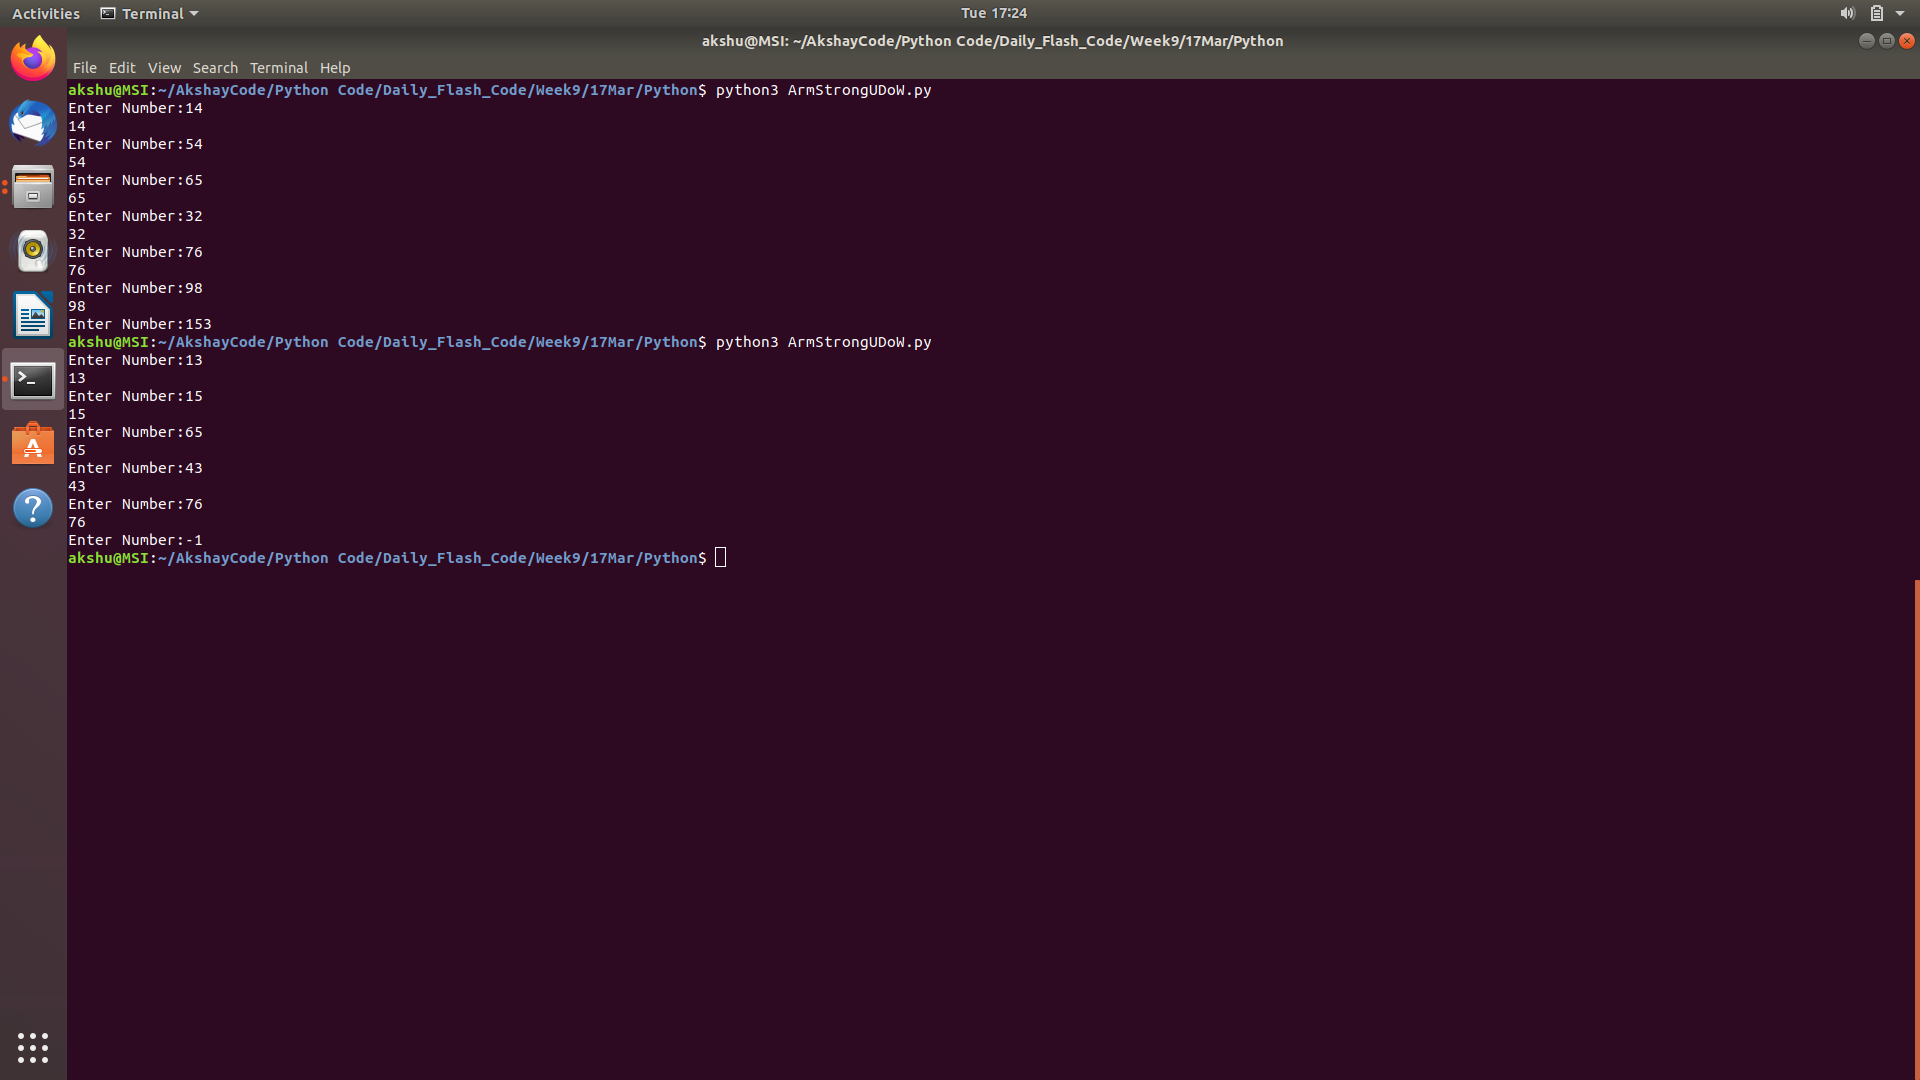 Activities Terminal Tue 17:24
akshu@MSI: ~/AkshayCode/Python Code/Daily_Flash_Code/Week9/17Mar/Python
File Edit View Search Terminal Help
akshu@MSI:~/AkshayCode/Python Code/Daily_Flash_Code/Week9/17Mar/Python$ python3 ArmStrongUDoW.py
Enter Number:14
14
Enter Number:54
54
Enter Number:65
65
Enter Number:32
32
Enter Number:76
76
Enter Number:98
98
Enter Number:153
akshu@MSI:~/AkshayCode/Python Code/Daily_Flash_Code/Week9/17Mar/Python$ python3 ArmStrongUDoW.py
Enter Number:13
13
Enter Number:15
15
Enter Number:65
65
Enter Number:43
43
Enter Number:76
76
Enter Number:-1
akshu@MSI:~/AkshayCode/Python Code/Daily_Flash_Code/Week9/17Mar/Python$